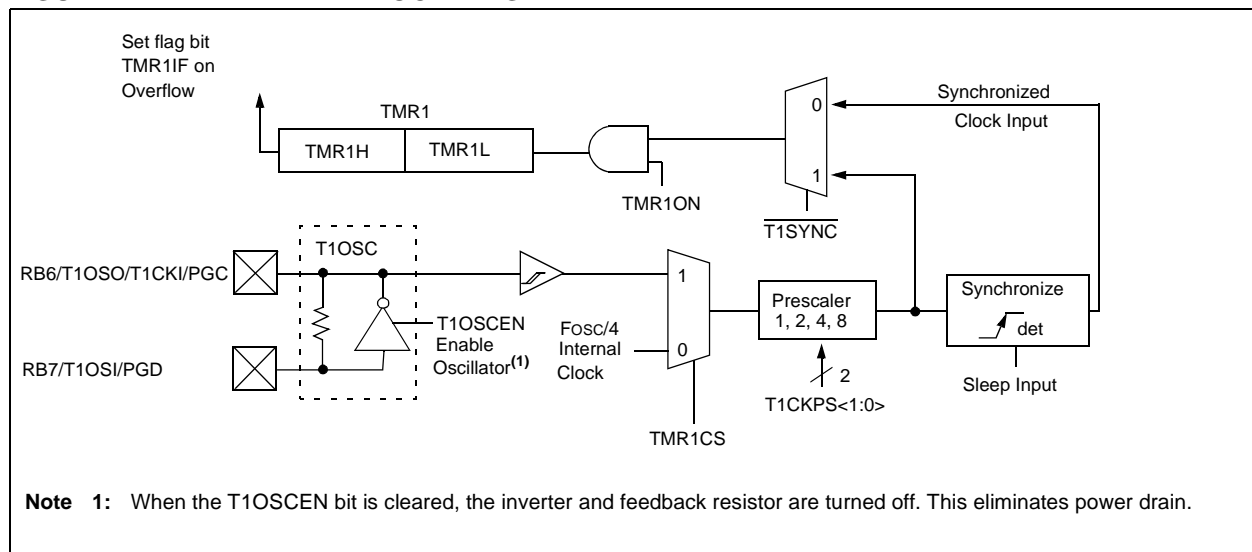 Set flag bit
TMR1IF on
Overflow
TMR1
TMR1H
TMR1L
TMR1ON
0
1
T1SYNC
Synchronized
Clock Input
RB6/T1OSO/T1CKI/PGC
RB7/T1OSI/PGD
T1OSC
T1OSCEN
Enable
Oscillator(1)
FOSC/4
Internal
Clock
1
0
TMR1CS
Prescaler
1, 2, 4, 8
2
T1CKPS<1:0>
Synchronize
det
Sleep Input
Note 1: When the T1OSCEN bit is cleared, the inverter and feedback resistor are turned off. This eliminates power drain.